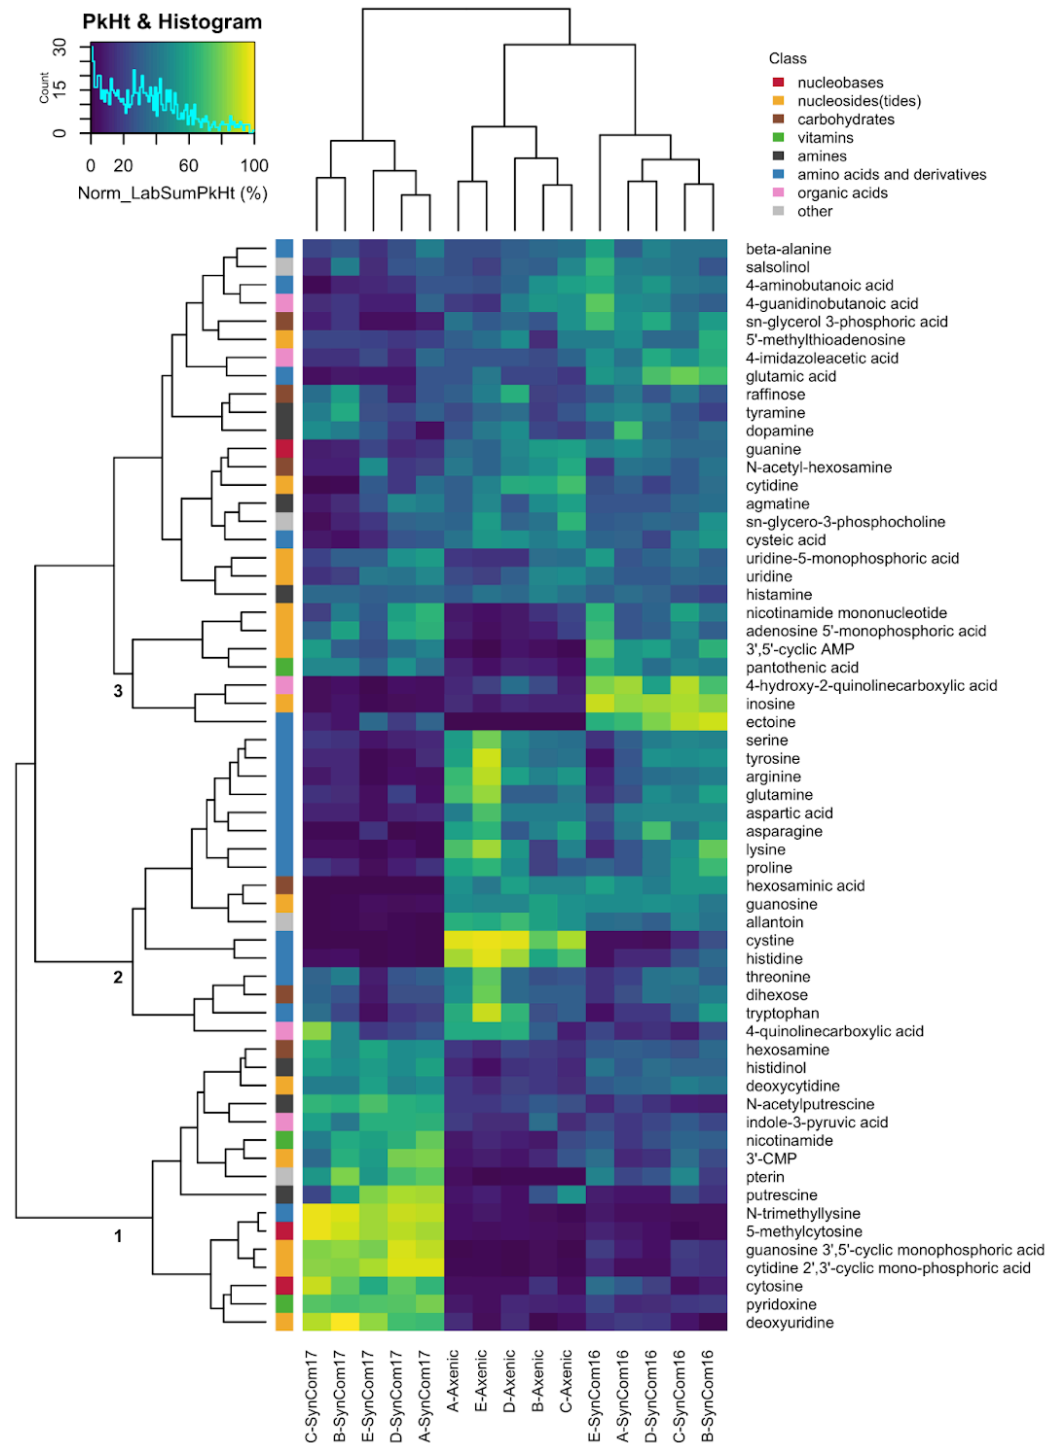 PkHt & Histogram
30
15
0
Count
0 20 60 100
Norm_LabSumPkHt (%)
Class
nucleobases
nucleosides(tides)
carbohydrates
vitamins
amines
amino acids and derivatives
organic acids
other
beta-alanine
salsolinol
4-aminobutanoic acid
4-guanidinobutanoic acid
sn-glycerol 3-phosphoric acid
5'-methylthioadenosine
4-imidazoleacetic acid
glutamic acid
raffinose
tyramine
dopamine
guanine
N-acetyl-hexosamine
cytidine
agmatine
sn-glycero-3-phosphocholine
cysteic acid
uridine-5-monophosphoric acid
uridine
histamine
nicotinamide mononucleotide
adenosine 5'-monophosphoric acid
3',5'-cyclic AMP
pantothenic acid
3
4-hydroxy-2-quinolinecarboxylic acid
inosine
ectoine
serine
tyrosine
arginine
glutamine
aspartic acid
asparagine
lysine
proline
hexosaminic acid
guanosine
allantoin
cystine
histidine
2
threonine
dihexose
tryptophan
4-quinolinecarboxylic acid
hexosamine
histidinol
deoxycytidine
N-acetylputrescine
indole-3-pyruvic acid
nicotinamide
3'-CMP
pterin
putrescine
N-trimethyllysine
5-methylcytosine
1
guanosine 3',5'-cyclic monophosphoric acid
cytidine 2',3'-cyclic mono-phosphoric acid
cytosine
pyridoxine
deoxyuridine
C-SynCom17
B-SynCom17
E-SynCom17
D-SynCom17
A-SynCom17
A-Axenic
E-Axenic
D-Axenic
B-Axenic
C-Axenic
E-SynCom16
A-SynCom16
D-SynCom16
C-SynCom16
B-SynCom16